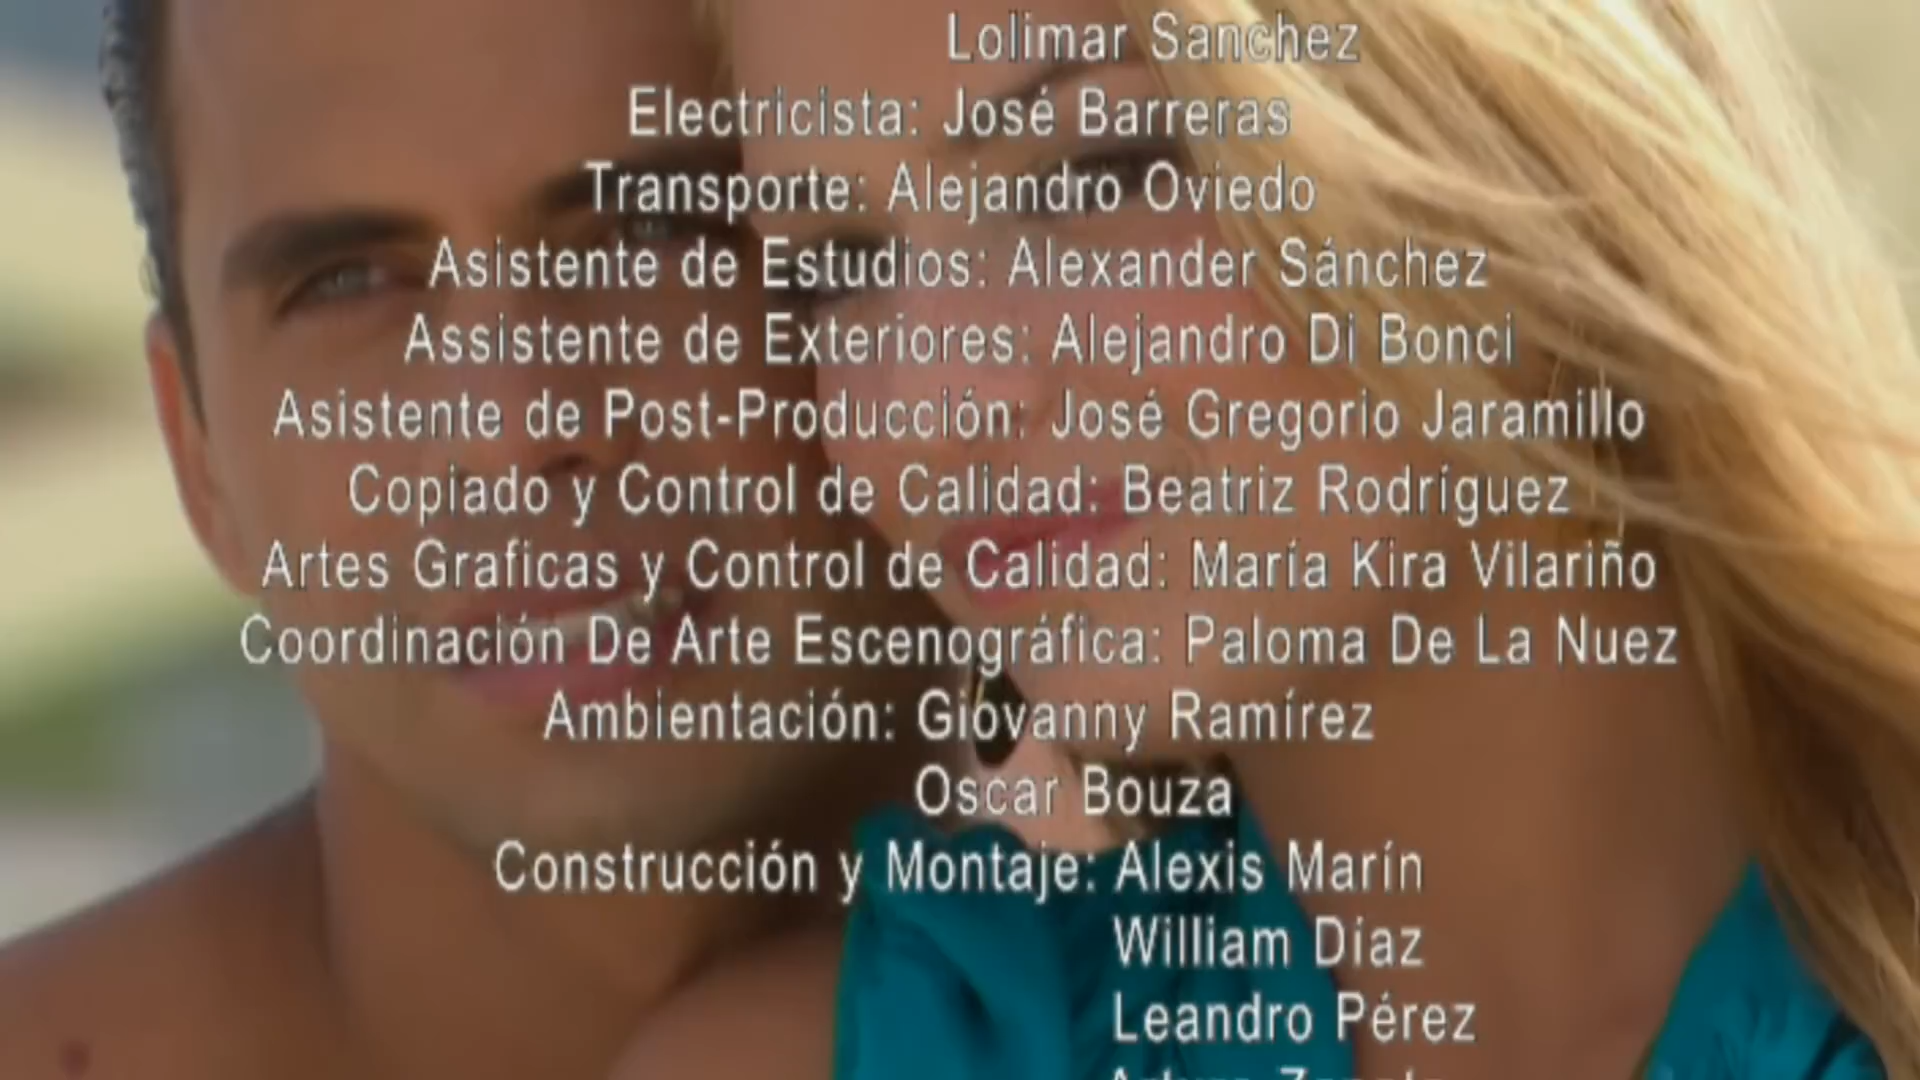 Lolimar Sanchez
Electricista: José Barreras
Transporte: Alejandro Oviedo
Asistente de Estudios: Alexander Sánchez
Assistente de Exteriores: Alejandro Di Bonci
Asistente de Post-Producción: José Gregorio Jaramillo
Copiado y Control de Calidad: Beatriz Rodríguez
Artes Graficas y Control de Calidad: María Kira Vilariño
Coordinación De Arte Escenográfica: Paloma De La Nuez
Ambientación: Giovanny Ramírez
Oscar Bouza
Construcción y Montaje: Alexis Marín
William Díaz
Leandro Pérez